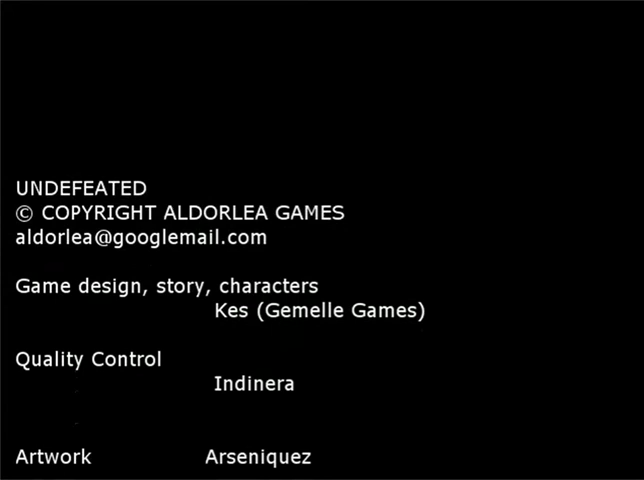 UNDEFEATED
© COPYRIGHT ALDORLEA GAMES
aldorlea@googlemail.com
Game design, story, characters
Kes (Gemelle Games)
Quality Control
Indinera
Artwork Arseniquez